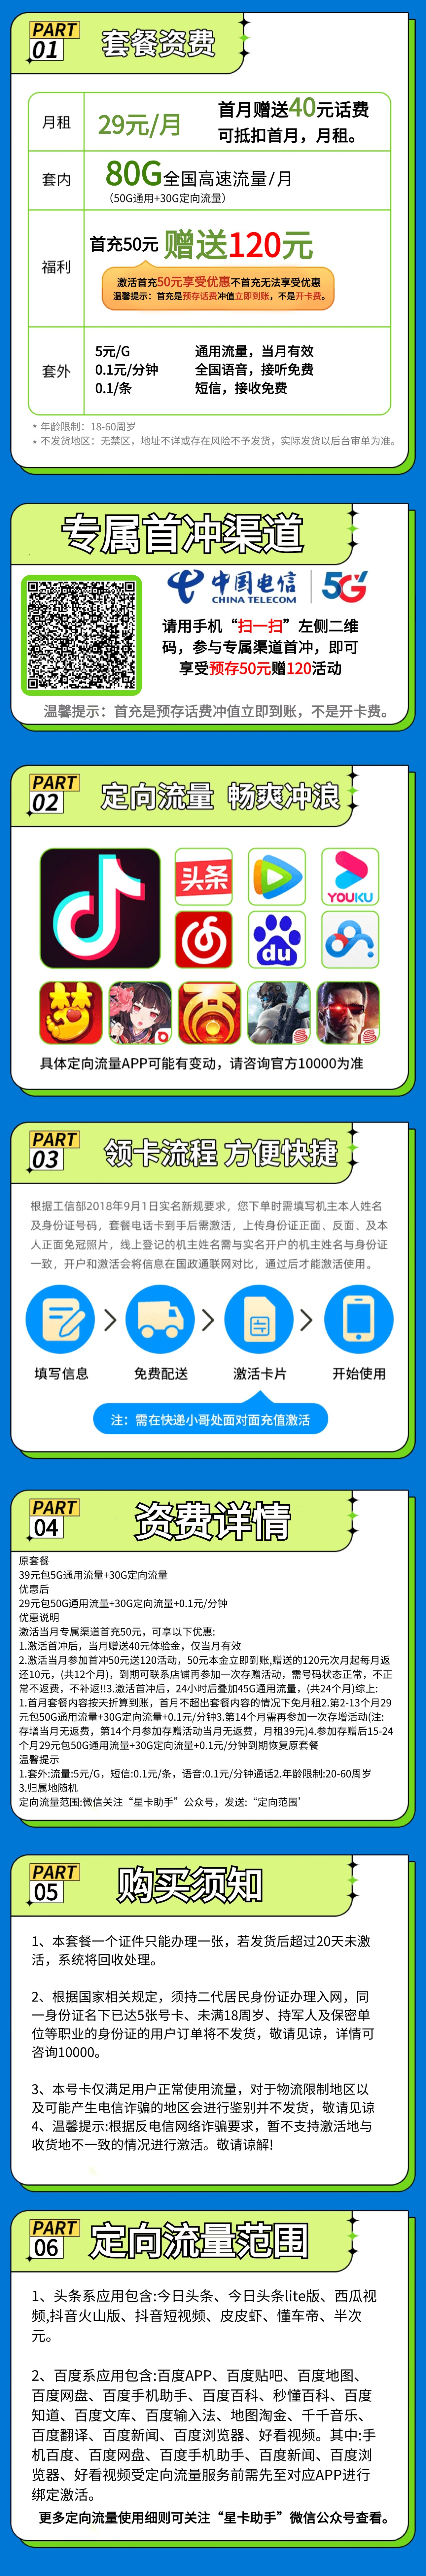 PART
01
套餐资费
月租
29元/月
首月赠送40元话费
可抵扣首月，月租。
套内
80G全国高速流量/月
（50G通用+30G定向流量）
福利
首充50元 赠送120元
激活首充50元享受优惠不首充无法享受优惠
温馨提示：首充是预存话费冲值立即到账，不是开卡费。
套外
5元/G 通用流量，当月有效
0.1元/分钟 全国语音，接听免费
0.1/条 短信，接收免费
* 年龄限制：18-60周岁
* 不发货地区：无禁区，地址不详或存在风险不予发货，实际发货以后台审单为准。
专属首冲渠道
中国电信
CHINA TELECOM
5G
请用手机“扫一扫”左侧二维
码，参与专属渠道首冲，即可
享受预存50元赠120活动
温馨提示：首充是预存话费冲值立即到账，不是开卡费。
PART
02
定向流量 畅爽冲浪
头条
YOUKU
du
具体定向流量APP可能有变动，请咨询官方10000为准
PART
03
领卡流程 方便快捷
根据工信部2018年9月1日实名新规要求，您下单时需填写机主本人姓名
及身份证号码，套餐电话卡到手后需激活，上传身份证正面、反面、及本
人正面免冠照片，线上登记的机主姓名需与实名开户的机主姓名与身份证
一致，开户和激活会将信息在国政通联网对比，通过后才能激活使用。
填写信息
免费配送
激活卡片
开始使用
注：需在快递小哥处面对面充值激活
PART
04
资费详情
原套餐
39元包5G通用流量+30G定向流量
优惠后
29元包50G通用流量+30G定向流量+0.1元/分钟
优惠说明
激活当月专属渠道首充50元，可享以下优惠:
1.激活首冲后，当月赠送40元体验金，仅当月有效
2.激活当月参加首冲50元送120活动，50元本金立即到账,赠送的120元次月起每月返
还10元，(共12个月)，到期可联系店铺再参加一次存赠活动，需号码状态正常，不正
常不返费，不补返!!3.激活首冲后，24小时后叠加45G通用流量，(共24个月)综上:
1.首月套餐内容按天折算到账，首月不超出套餐内容的情况下免月租2.第2-13个月29
元包50G通用流量+30G定向流量+0.1元/分钟3.第14个月需再参加一次存增活动(注:
存增当月无返费，第14个月参加存赠活动当月无返费，月租39元)4.参加存赠后15-24
个月29元包50G通用流量+30G定向流量+0.1元/分钟到期恢复原套餐
温馨提示
1.套外:流量:5元/G，短信:0.1元/条，语音:0.1元/分钟通话2.年龄限制:20-60周岁
3.归属地随机
定向流量范围:微信关注“星卡助手”公众号，发送:“定向范围’
PART
05
购买须知
1、本套餐一个证件只能办理一张，若发货后超过20天未激
活，系统将回收处理。
2、根据国家相关规定，须持二代居民身份证办理入网，同
一身份证名下已达5张号卡、未满18周岁、持军人及保密单
位等职业的身份证的用户订单将不发货，敬请见谅，详情可
咨询10000。
3、本号卡仅满足用户正常使用流量，对于物流限制地区以
及可能产生电信诈骗的地区会进行鉴别并不发货，敬请见谅
4、温馨提示:根据反电信网络诈骗要求，暂不支持激活地与
收货地不一致的情况进行激活。敬请谅解!
PART
06
定向流量范围
1、头条系应用包含:今日头条、今日头条lite版、西瓜视
频,抖音火山版、抖音短视频、皮皮虾、懂车帝、半次
元。
2、百度系应用包含:百度APP、百度贴吧、百度地图、
百度网盘、百度手机助手、百度百科、秒懂百科、百度
知道、百度文库、百度输入法、地图淘金、千千音乐、
百度翻译、百度新闻、百度浏览器、好看视频。其中:手
机百度、百度网盘、百度手机助手、百度新闻、百度浏
览器、好看视频受定向流量服务前需先至对应APP进行
绑定激活。
更多定向流量使用细则可关注“星卡助手”微信公众号查看。